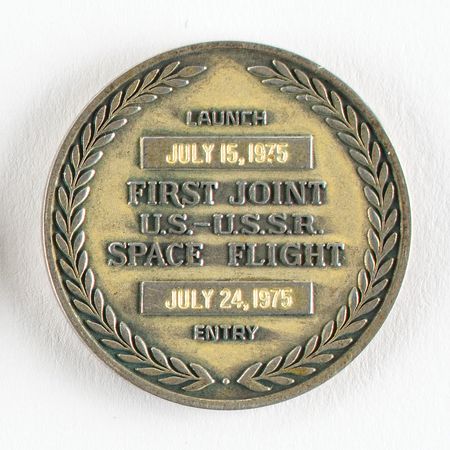 LAUNCH
JULY 15, 1975
FIRST JOINT
U.S.-U.S.S.R.
SPACE FLIGHT
JULY 24, 1975
ENTRY